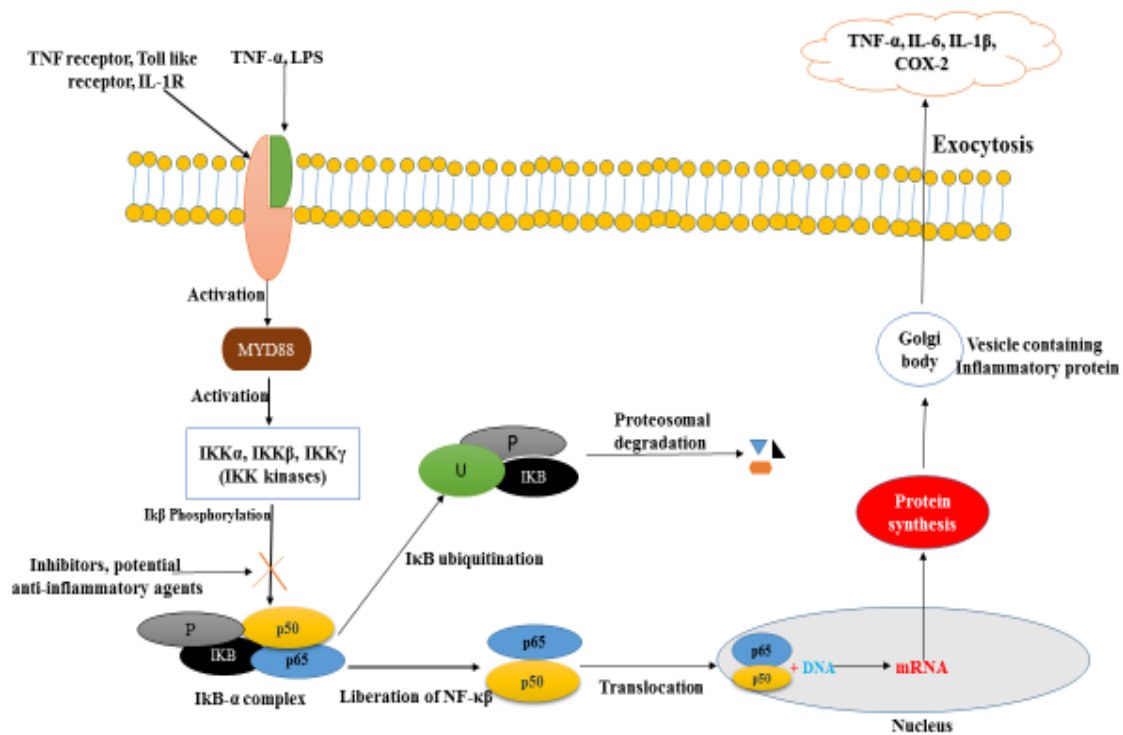 TNF receptor, Toll like
receptor, IL-1R
TNF-α, LPS
TNF-α, IL-6, IL-1β,
COX-2
Exocytosis
Activation
MYD88
Activation
IKKα, IKKβ, IKKγ
(IKK kinases)
Ikβ Phosphorylation
Inhibitors, potential
anti-inflammatory agents
P
p50
IKB
p65
IkB-α complex
P
U
IKB
IκB ubiquitination
Proteosomal
degradation
Liberation of NF-κβ
p65
p50
Translocation
p65
p50
+ DNA
mRNA
Nucleus
Protein
synthesis
Golgi
body
Vesicle containing
Inflammatory protein